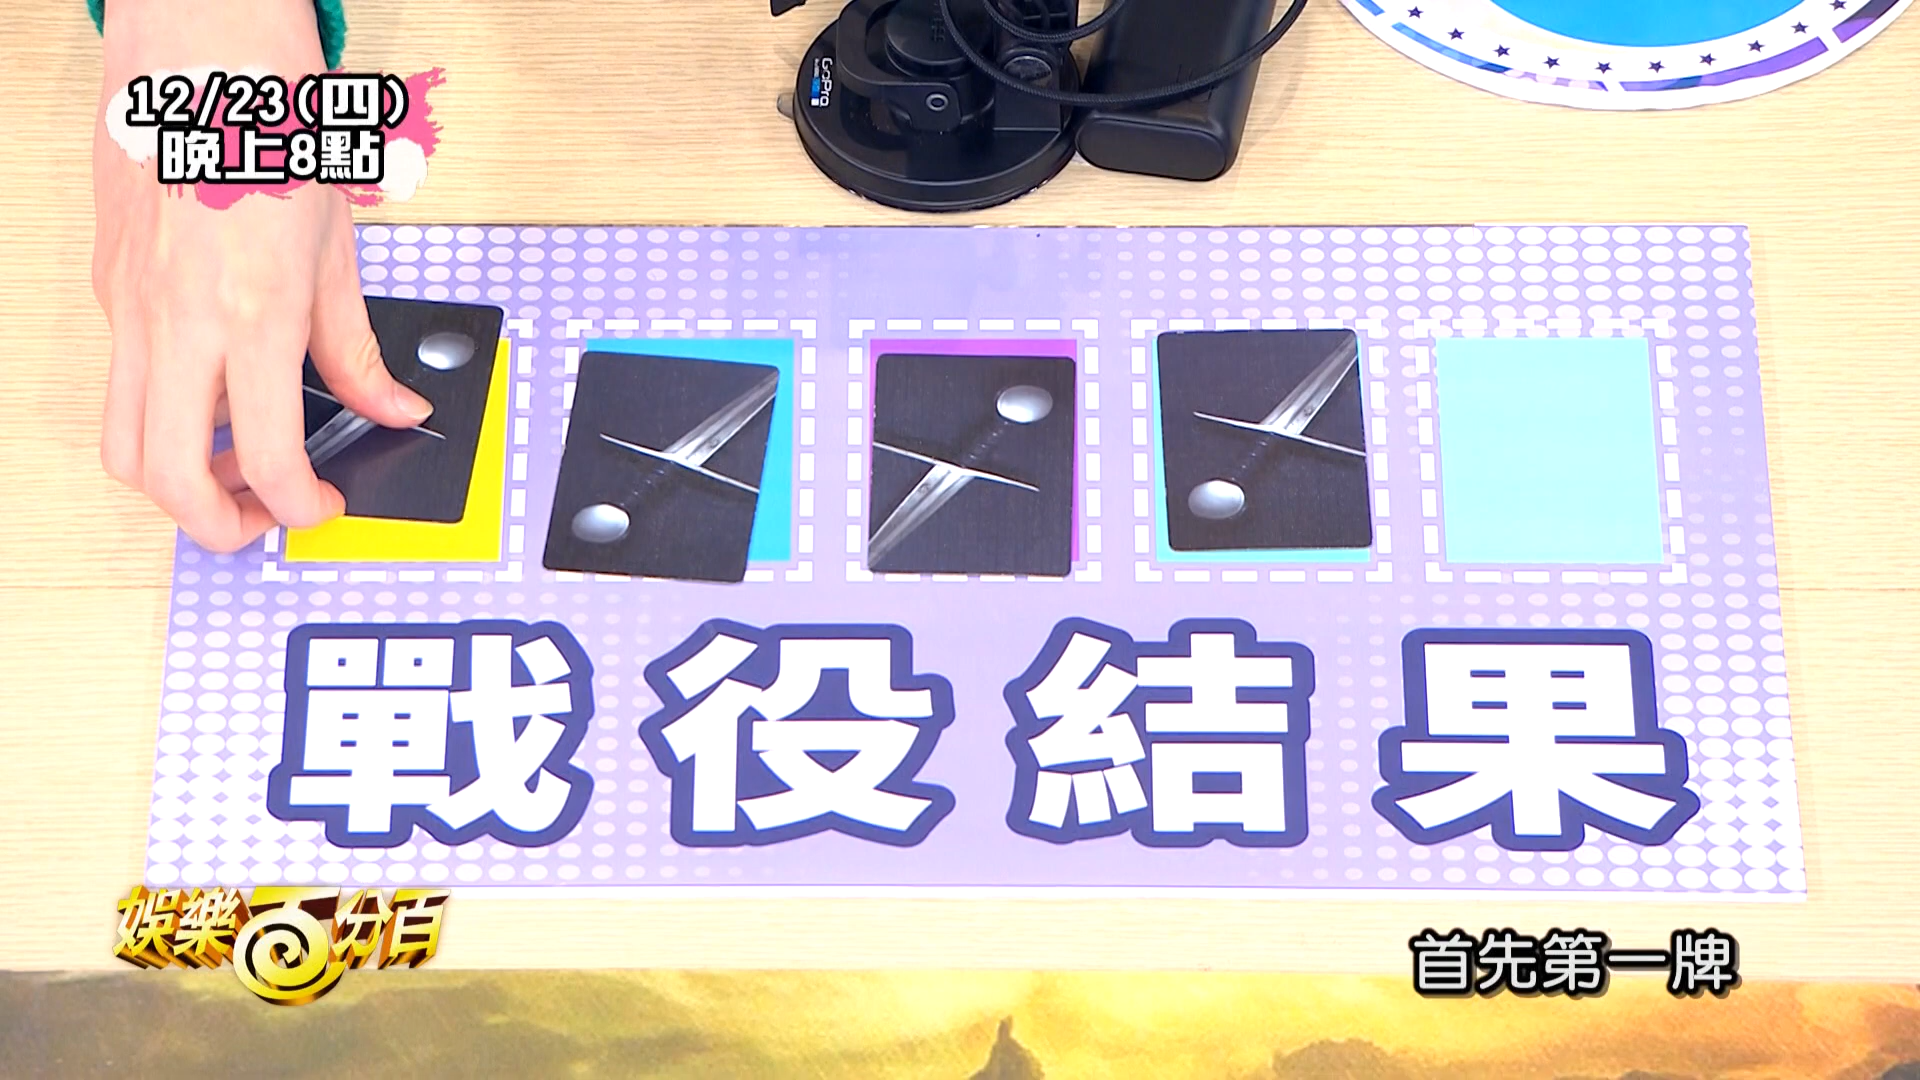 12/23(四)
晚上8點
GoPro
戰役結果
娛樂百分百
首先第一牌